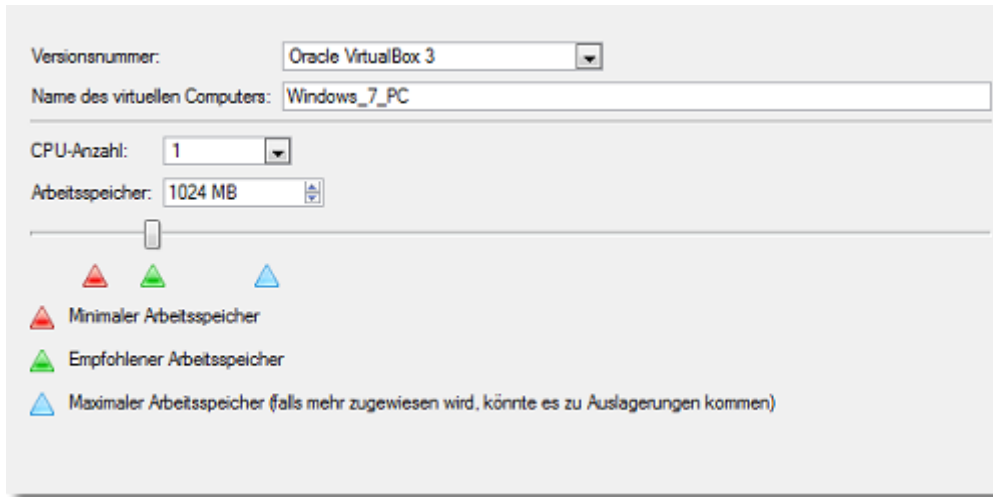 Versionsnummer: Oracle VirtualBox 3
Name des virtuellen Computers: Windows_7_PC
CPU-Anzahl: 1
Arbeitsspeicher: 1024 MB
Minimaler Arbeitsspeicher
Empfohlener Arbeitsspeicher
Maximaler Arbeitsspeicher (falls mehr zugewiesen wird, könnte es zu Auslagerungen kommen)